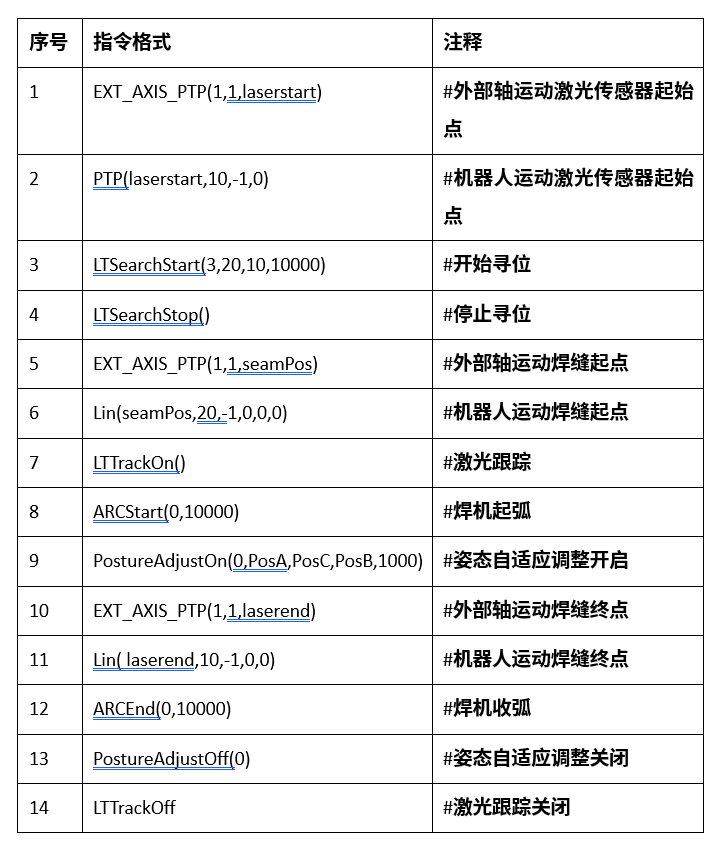 序号 指令格式 注释
1 EXT_AXIS_PTP(1,1,laserstart) #外部轴运动激光传感器起始
点
2 PTP(laserstart,10,-1,0) #机器人运动激光传感器起始
点
3 LTSearchStart(3,20,10,10000) #开始寻位
4 LTSearchStop() #停止寻位
5 EXT_AXIS_PTP(1,1,seamPos) #外部轴运动焊缝起点
6 Lin(seamPos,20,-1,0,0,0) #机器人运动焊缝起点
7 LTTrackOn() #激光跟踪
8 ARCStart(0,10000) #焊机起弧
9 PostureAdjustOn(0,PosA,PosC,PosB,1000) #姿态自适应调整开启
10 EXT_AXIS_PTP(1,1,laserend) #外部轴运动焊缝终点
11 Lin( laserend,10,-1,0,0) #机器人运动焊缝终点
12 ARCEnd(0,10000) #焊机收弧
13 PostureAdjustOff(0) #姿态自适应调整关闭
14 LTTrackOff #激光跟踪关闭